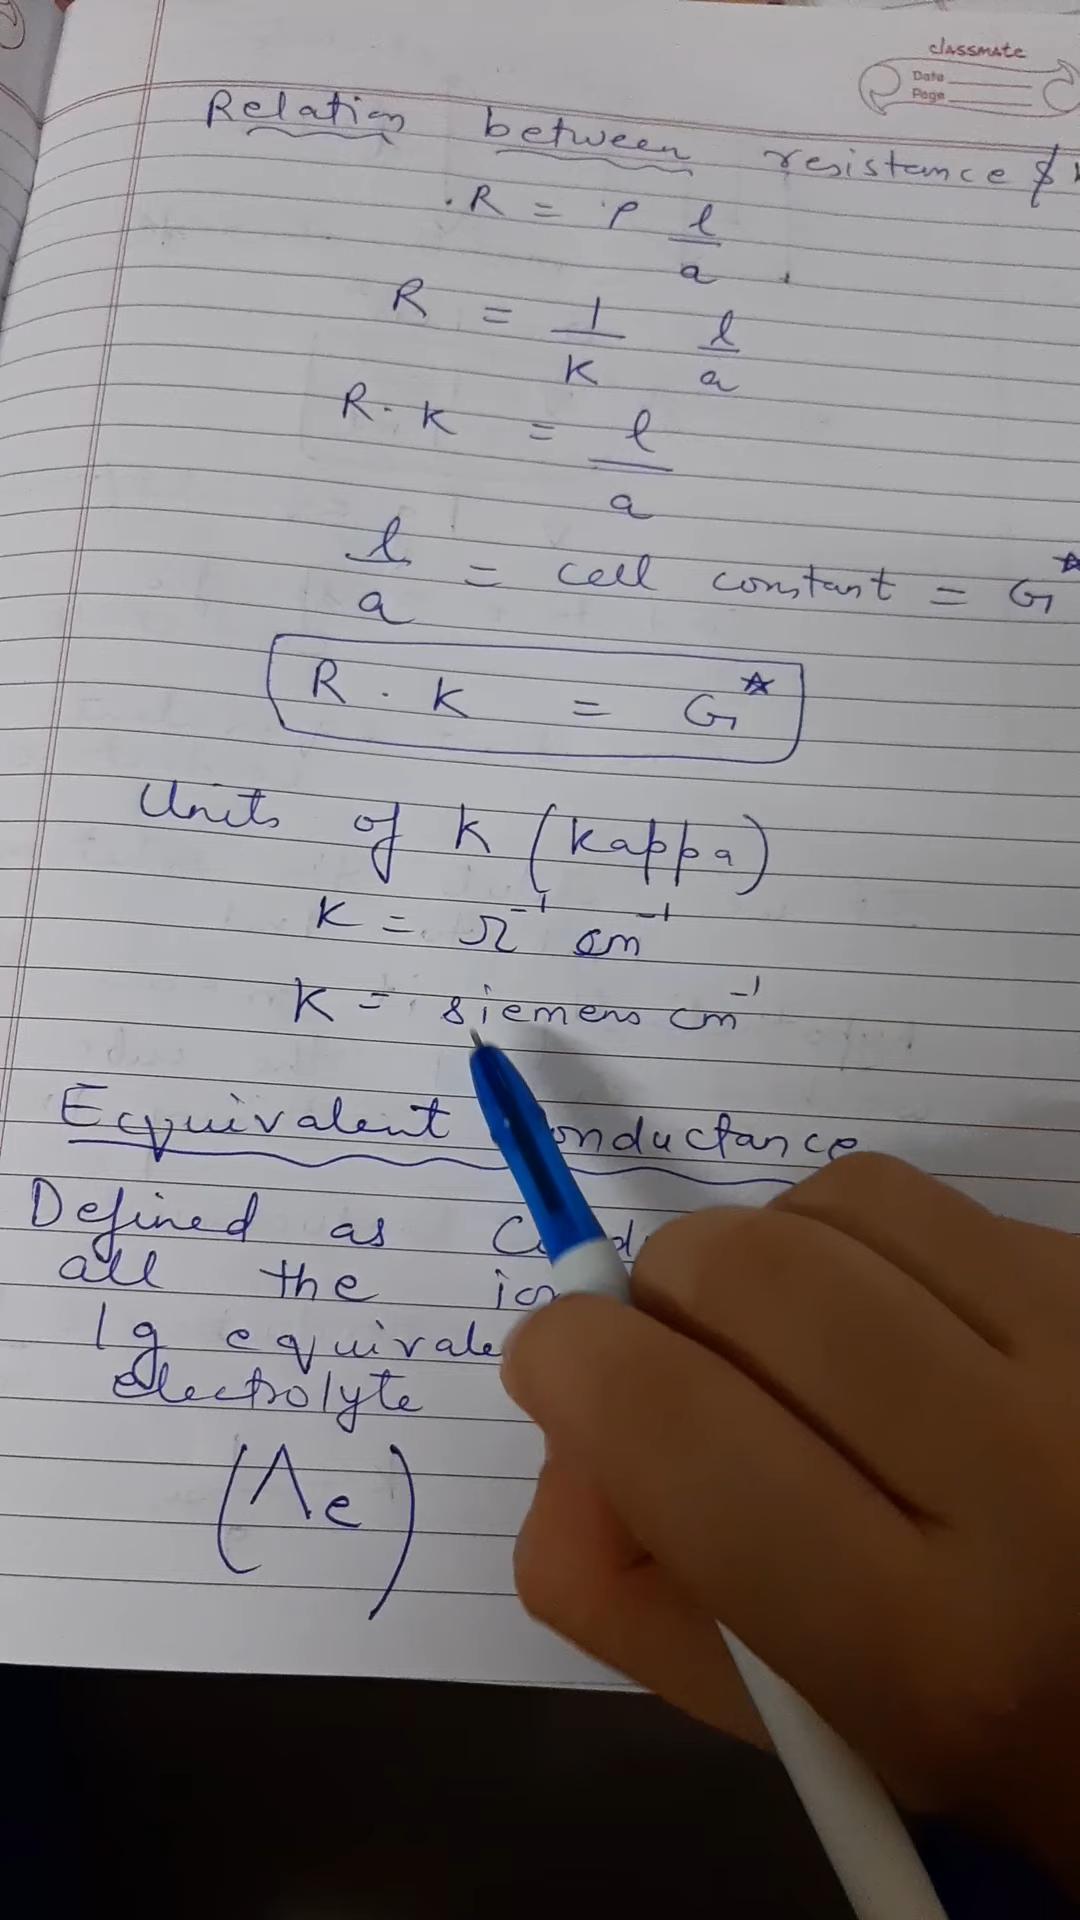 classmate
Date
Page
Relation between resistance &
R = ρ l/a
R = 1/K l/a
R. K = l/a
l/a = cell constant = G*
R . K = G*
Units of K (kappa)
K = Ω⁻¹ cm⁻¹
K = siemens cm⁻¹
Equivalent Conductance
Defined as
all the
1g
electrolyte
(Λe)